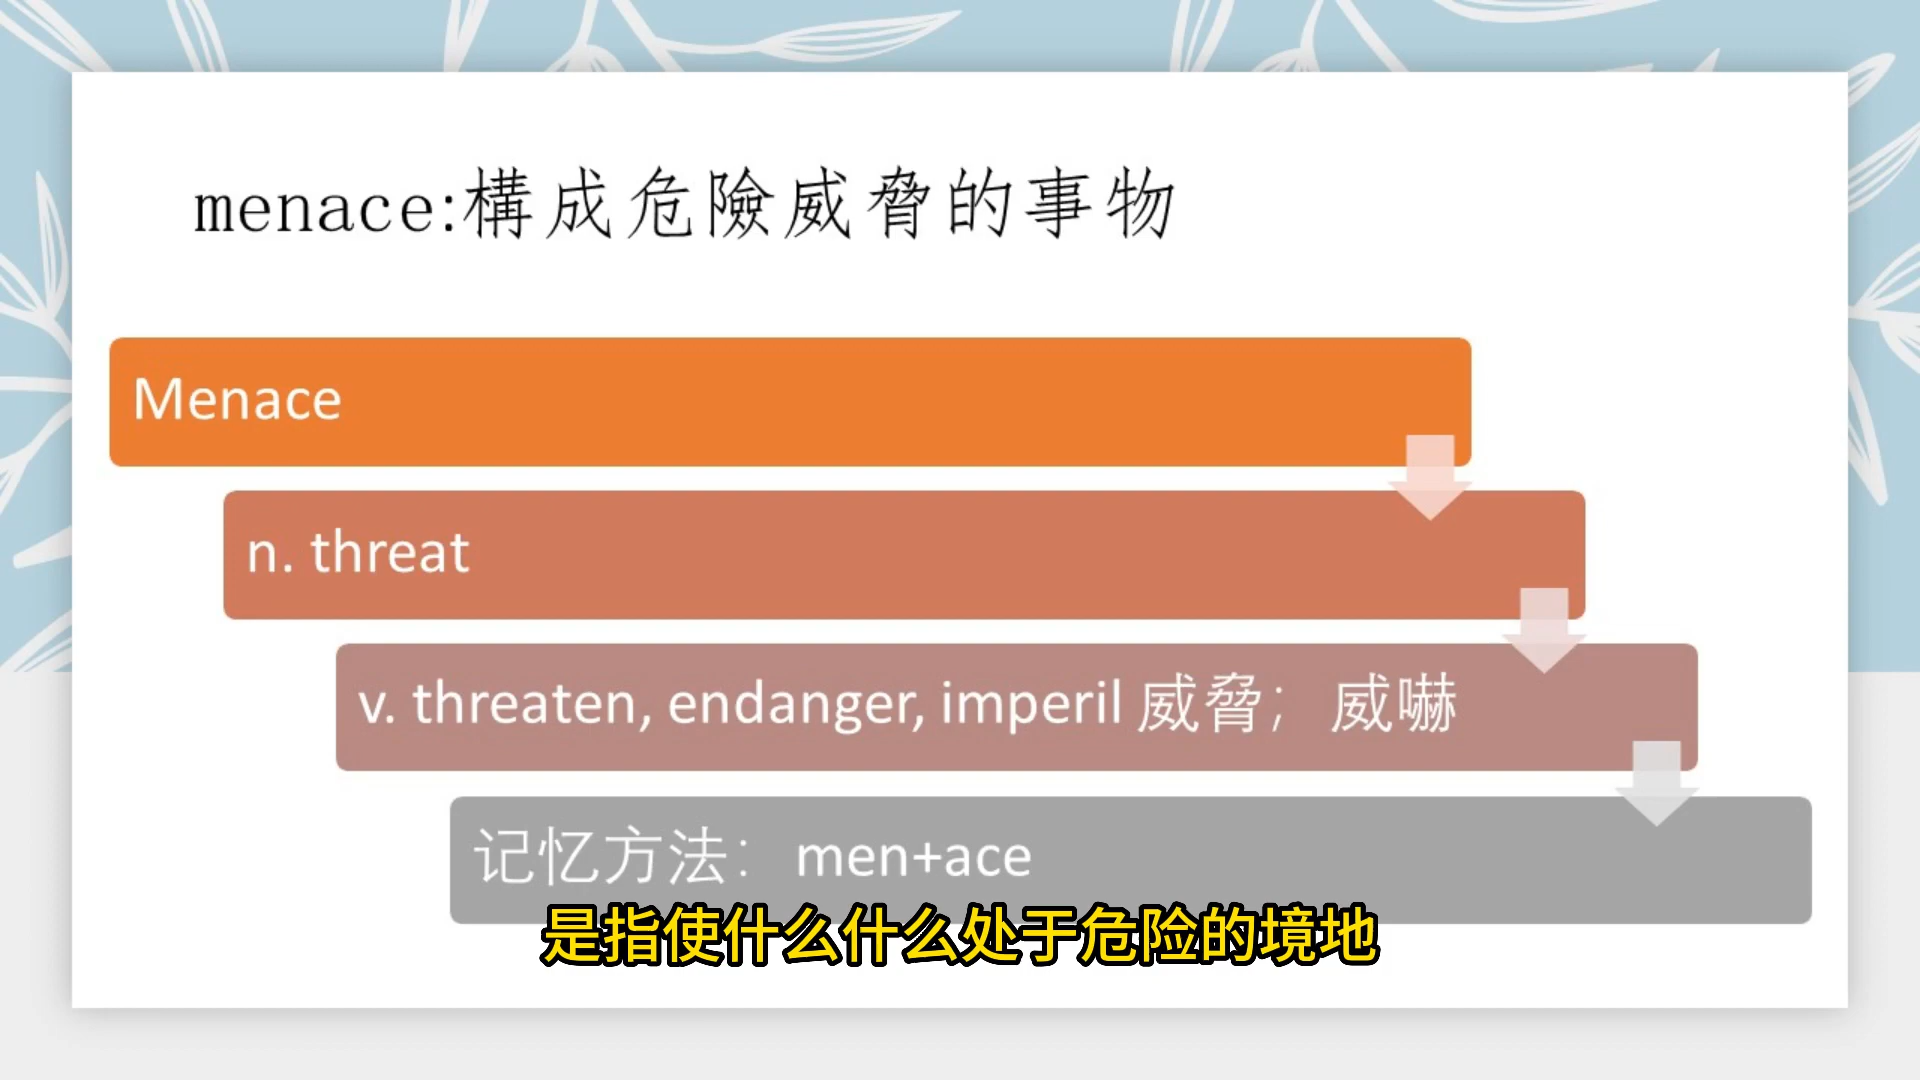 menace:構成危險威脅的事物
Menace
n. threat
v. threaten, endanger, imperil 威脅； 威嚇
记忆方法： men+ace
是指使什么什么处于危险的境地